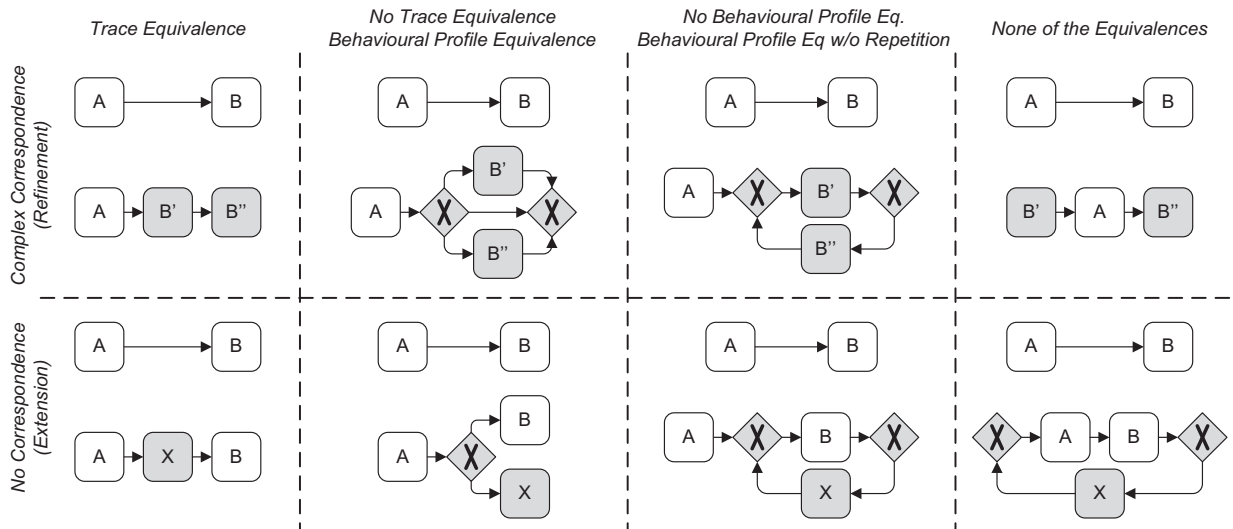 Trace Equivalence
No Trace Equivalence
Behavioural Profile Equivalence
No Behavioural Profile Eq.
Behavioural Profile Eq w/o Repetition
None of the Equivalences
Complex Correspondence
(Refinement)
A
B
A
B'
B''
A
B
A
X
B'
X
B''
A
B
A
X
B'
X
B''
A
B
B'
A
B''
No Correspondence
(Extension)
A
B
A
X
B
A
B
A
X
B
X
A
B
A
X
B
X
X
A
B
X
A
B
X
X